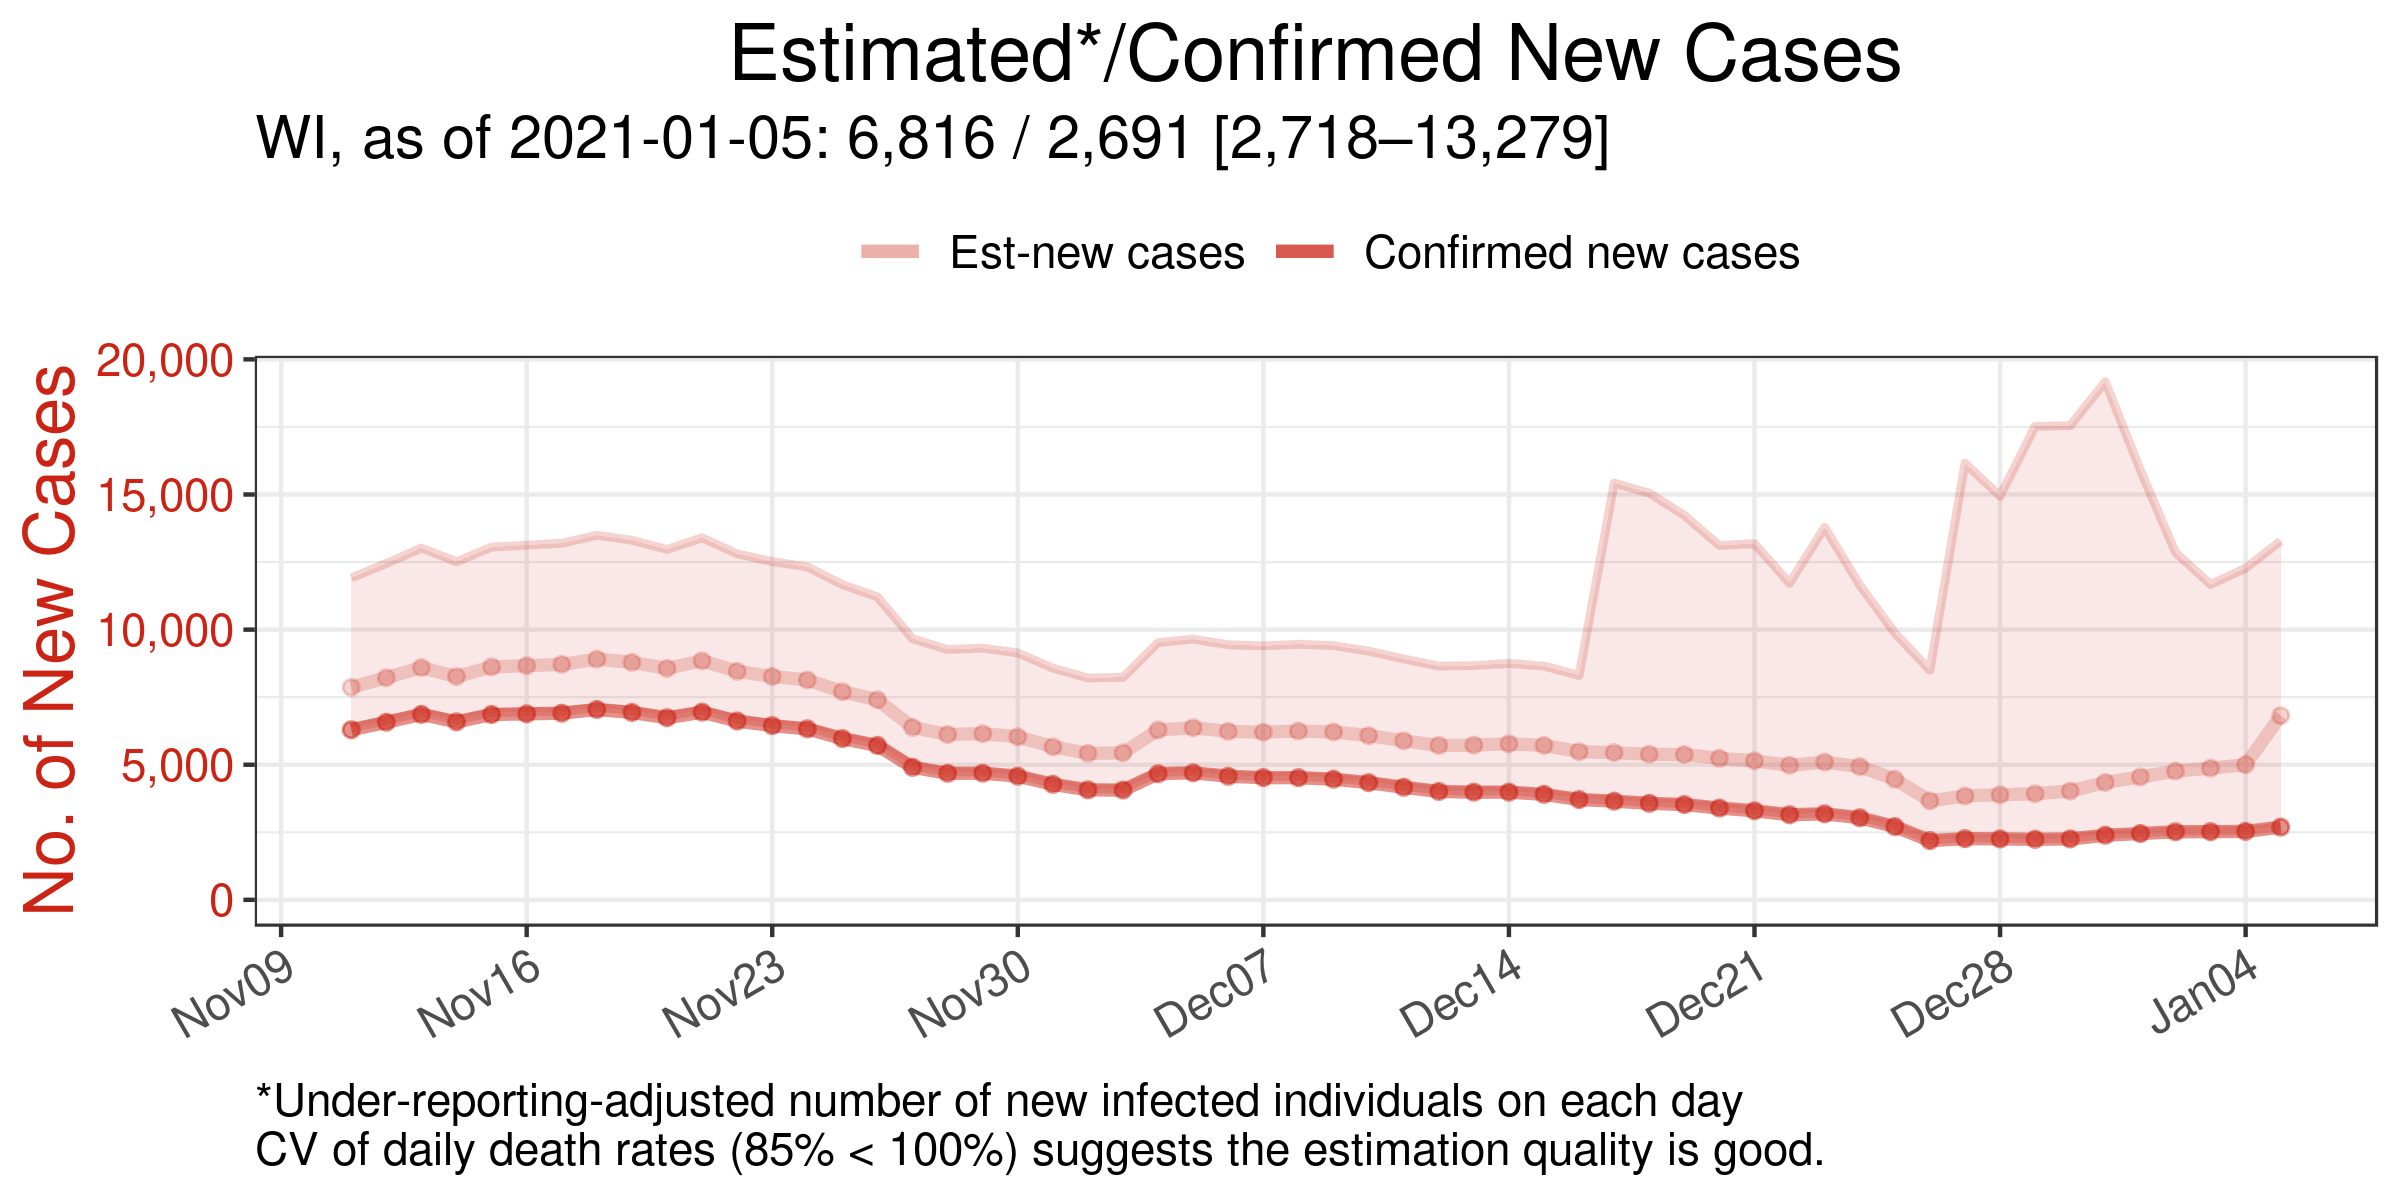 Estimated*/Confirmed New Cases
WI, as of 2021-01-05: 6,816 / 2,691 [2,718–13,279]
Est-new cases
Confirmed new cases
No. of New Cases
20,000
15,000
10,000
5,000
0
Nov09
Nov16
Nov23
Nov30
Dec07
Dec14
Dec21
Dec28
Jan04
*Under-reporting-adjusted number of new infected individuals on each day
CV of daily death rates (85% < 100%) suggests the estimation quality is good.